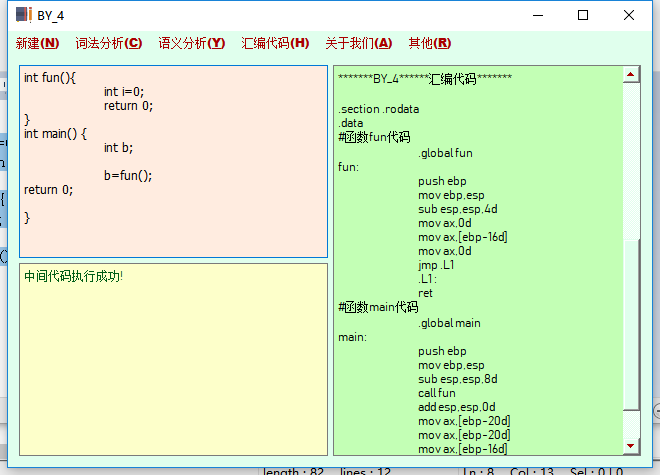 BY_4
新建(N) 词法分析(C) 语义分析(Y) 汇编代码(H) 关于我们(A) 其他(R)
int fun(){
int i=0;
return 0;
}
int main() {
int b;
b=fun();
return 0;
}
中间代码执行成功!
*******BY_4******汇编代码*******
.section .rodata
.data
#函数fun代码
.global fun
fun:
push ebp
mov ebp,esp
sub esp,esp,4d
mov ax,0d
mov ax,[ebp-16d]
mov ax,0d
jmp .L1
.L1:
ret
#函数main代码
.global main
main:
push ebp
mov ebp,esp
sub esp,esp,8d
call fun
add esp,esp,0d
mov ax,[ebp-20d]
mov ax,[ebp-20d]
mov ax,[ebp-16d]
length : 82 lines : 12 Ln : 8 Col : 13 Sel : 0 | 0